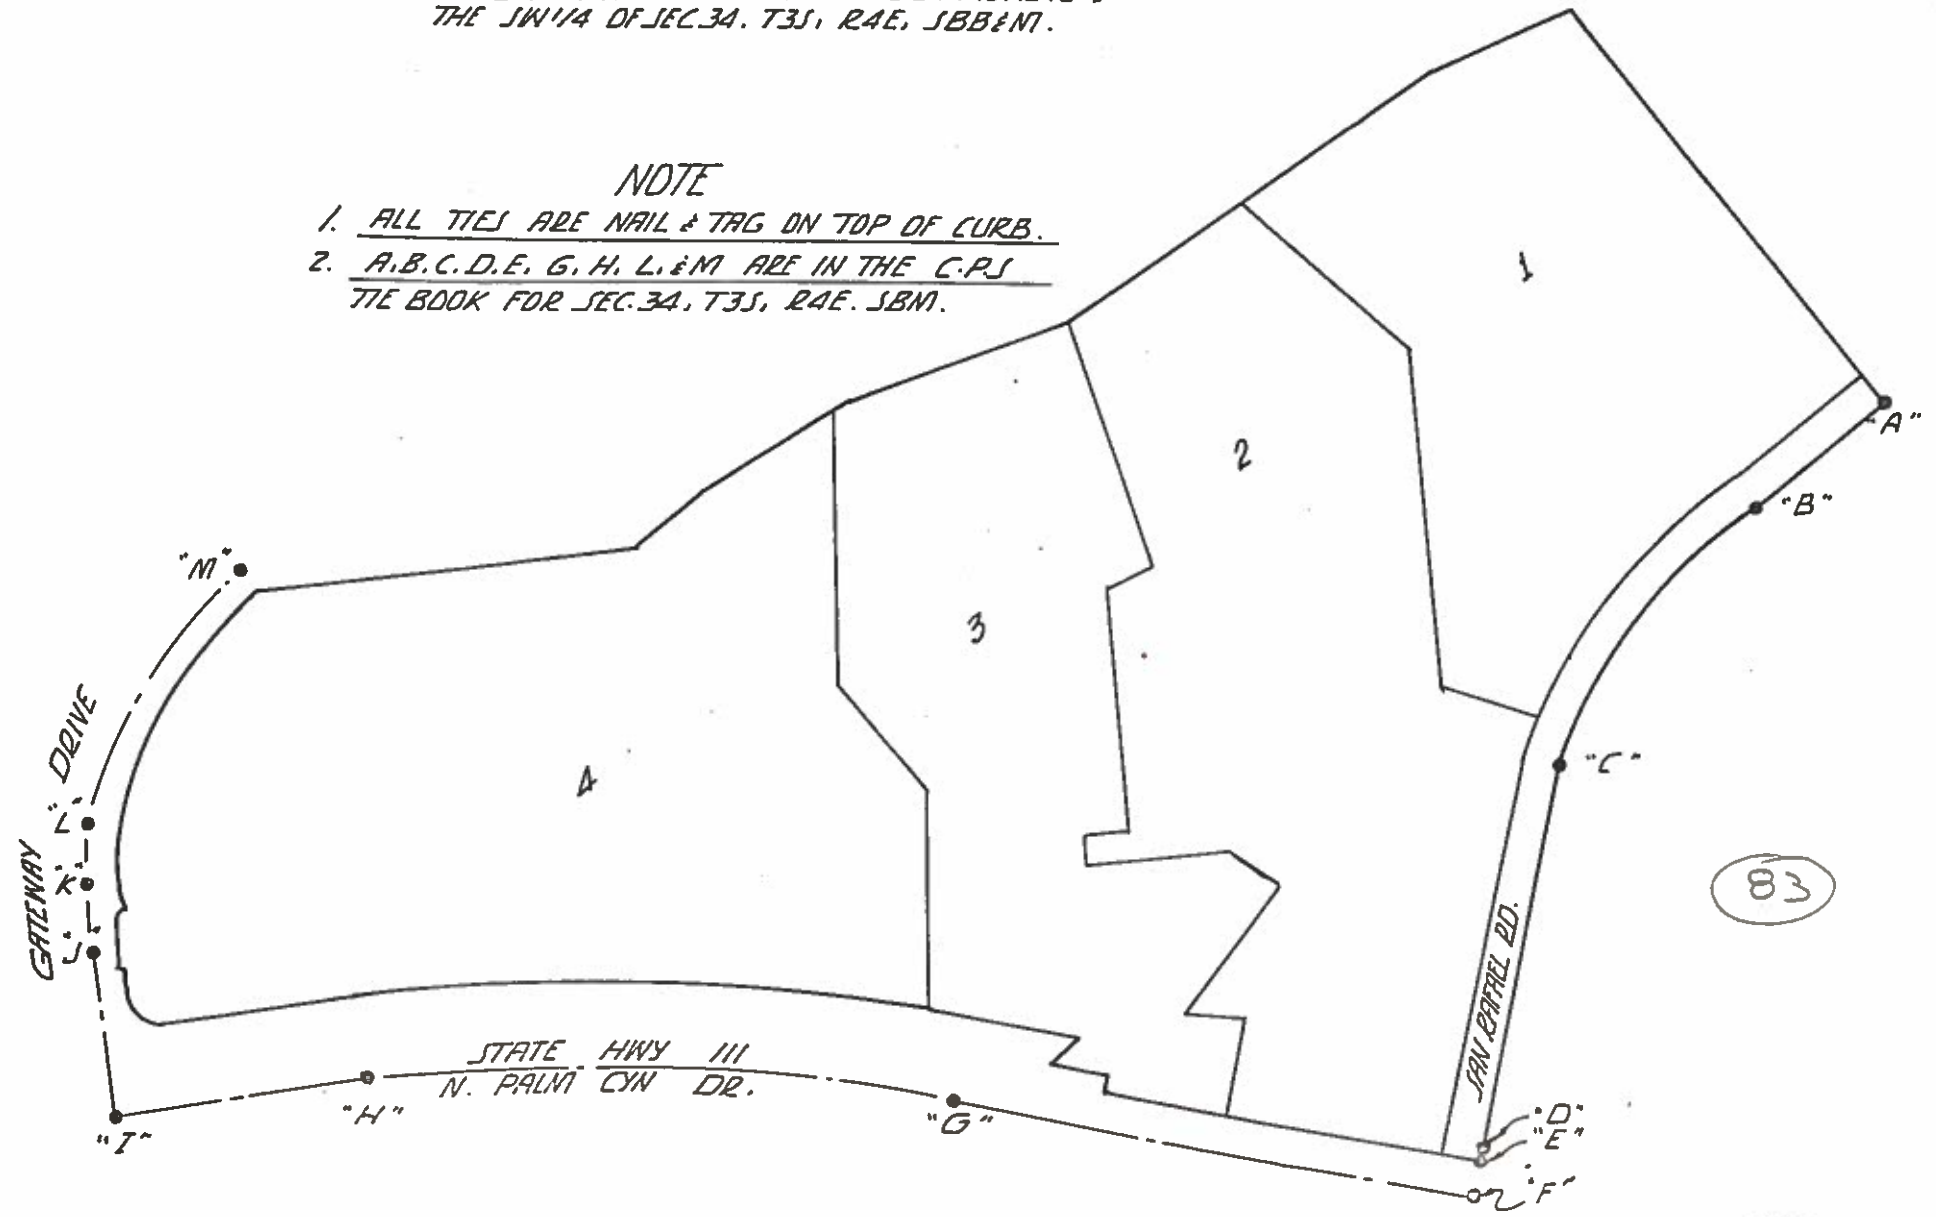 THE SW1/4 OF SEC.34. T3S, R4E, SBB&M.
NOTE
1. ALL TIES ARE NAIL & TAG ON TOP OF CURB.
2. A.B.C.D.E. G. H. L. & M ARE IN THE C.P.S
TIE BOOK FOR SEC.34, T3S, R4E. SBM.
1
"A"
2
"B"
"M"
3
"C"
4
DRIVE
"L"
"K"
GATEWAY
"J"
83
SAN RAFAEL RD.
STATE HWY 111
N. PALM CYN DR.
"H"
"I"
"G"
"D"
"E"
"F"